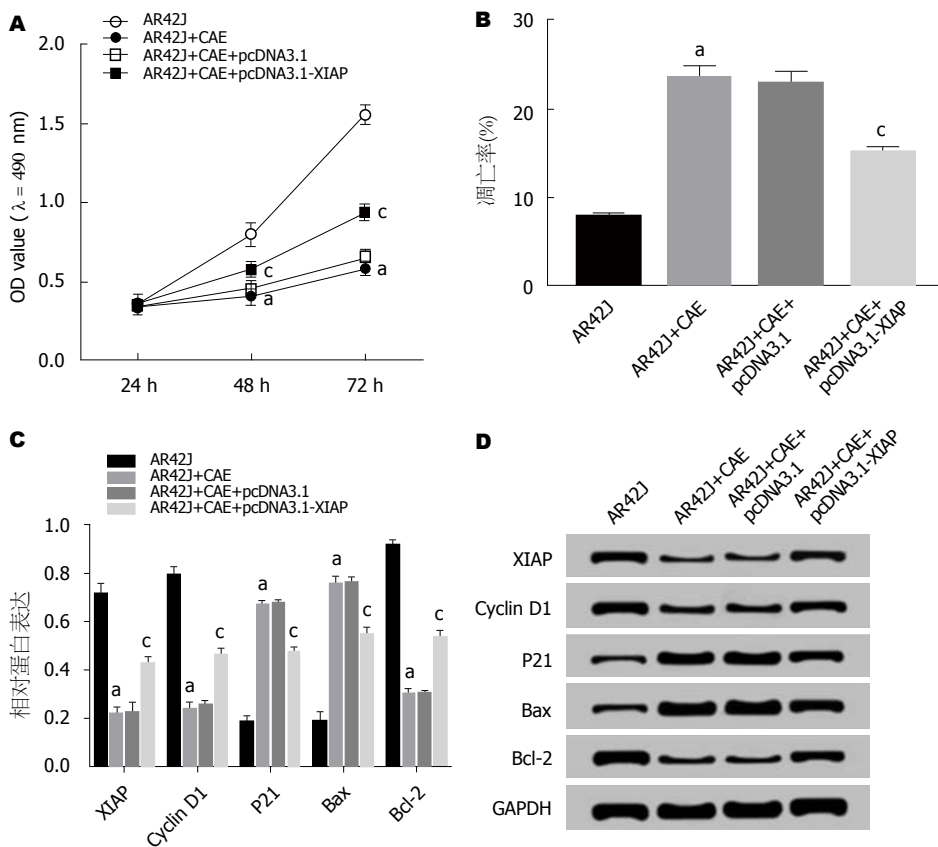 A
AR42J
AR42J+CAE
AR42J+CAE+pcDNA3.1
AR42J+CAE+pcDNA3.1-XIAP
OD value (λ = 490 nm)
2.0
1.5
1.0
0.5
0.0
c
c
a
a
24 h
48 h
72 h
B
凋亡率(%)
30
20
10
0
a
c
AR42J
AR42J+CAE
AR42J+CAE+
pcDNA3.1
AR42J+CAE+
pcDNA3.1-XIAP
C
AR42J
AR42J+CAE
AR42J+CAE+pcDNA3.1
AR42J+CAE+pcDNA3.1-XIAP
相对蛋白表达
1.0
0.8
0.6
0.4
0.2
0.0
a
c
a
c
a
c
a
c
a
c
XIAP
Cyclin D1
P21
Bax
Bcl-2
D
AR42J
AR42J+CAE
AR42J+CAE+
pcDNA3.1
AR42J+CAE+
pcDNA3.1-XIAP
XIAP
Cyclin D1
P21
Bax
Bcl-2
GAPDH